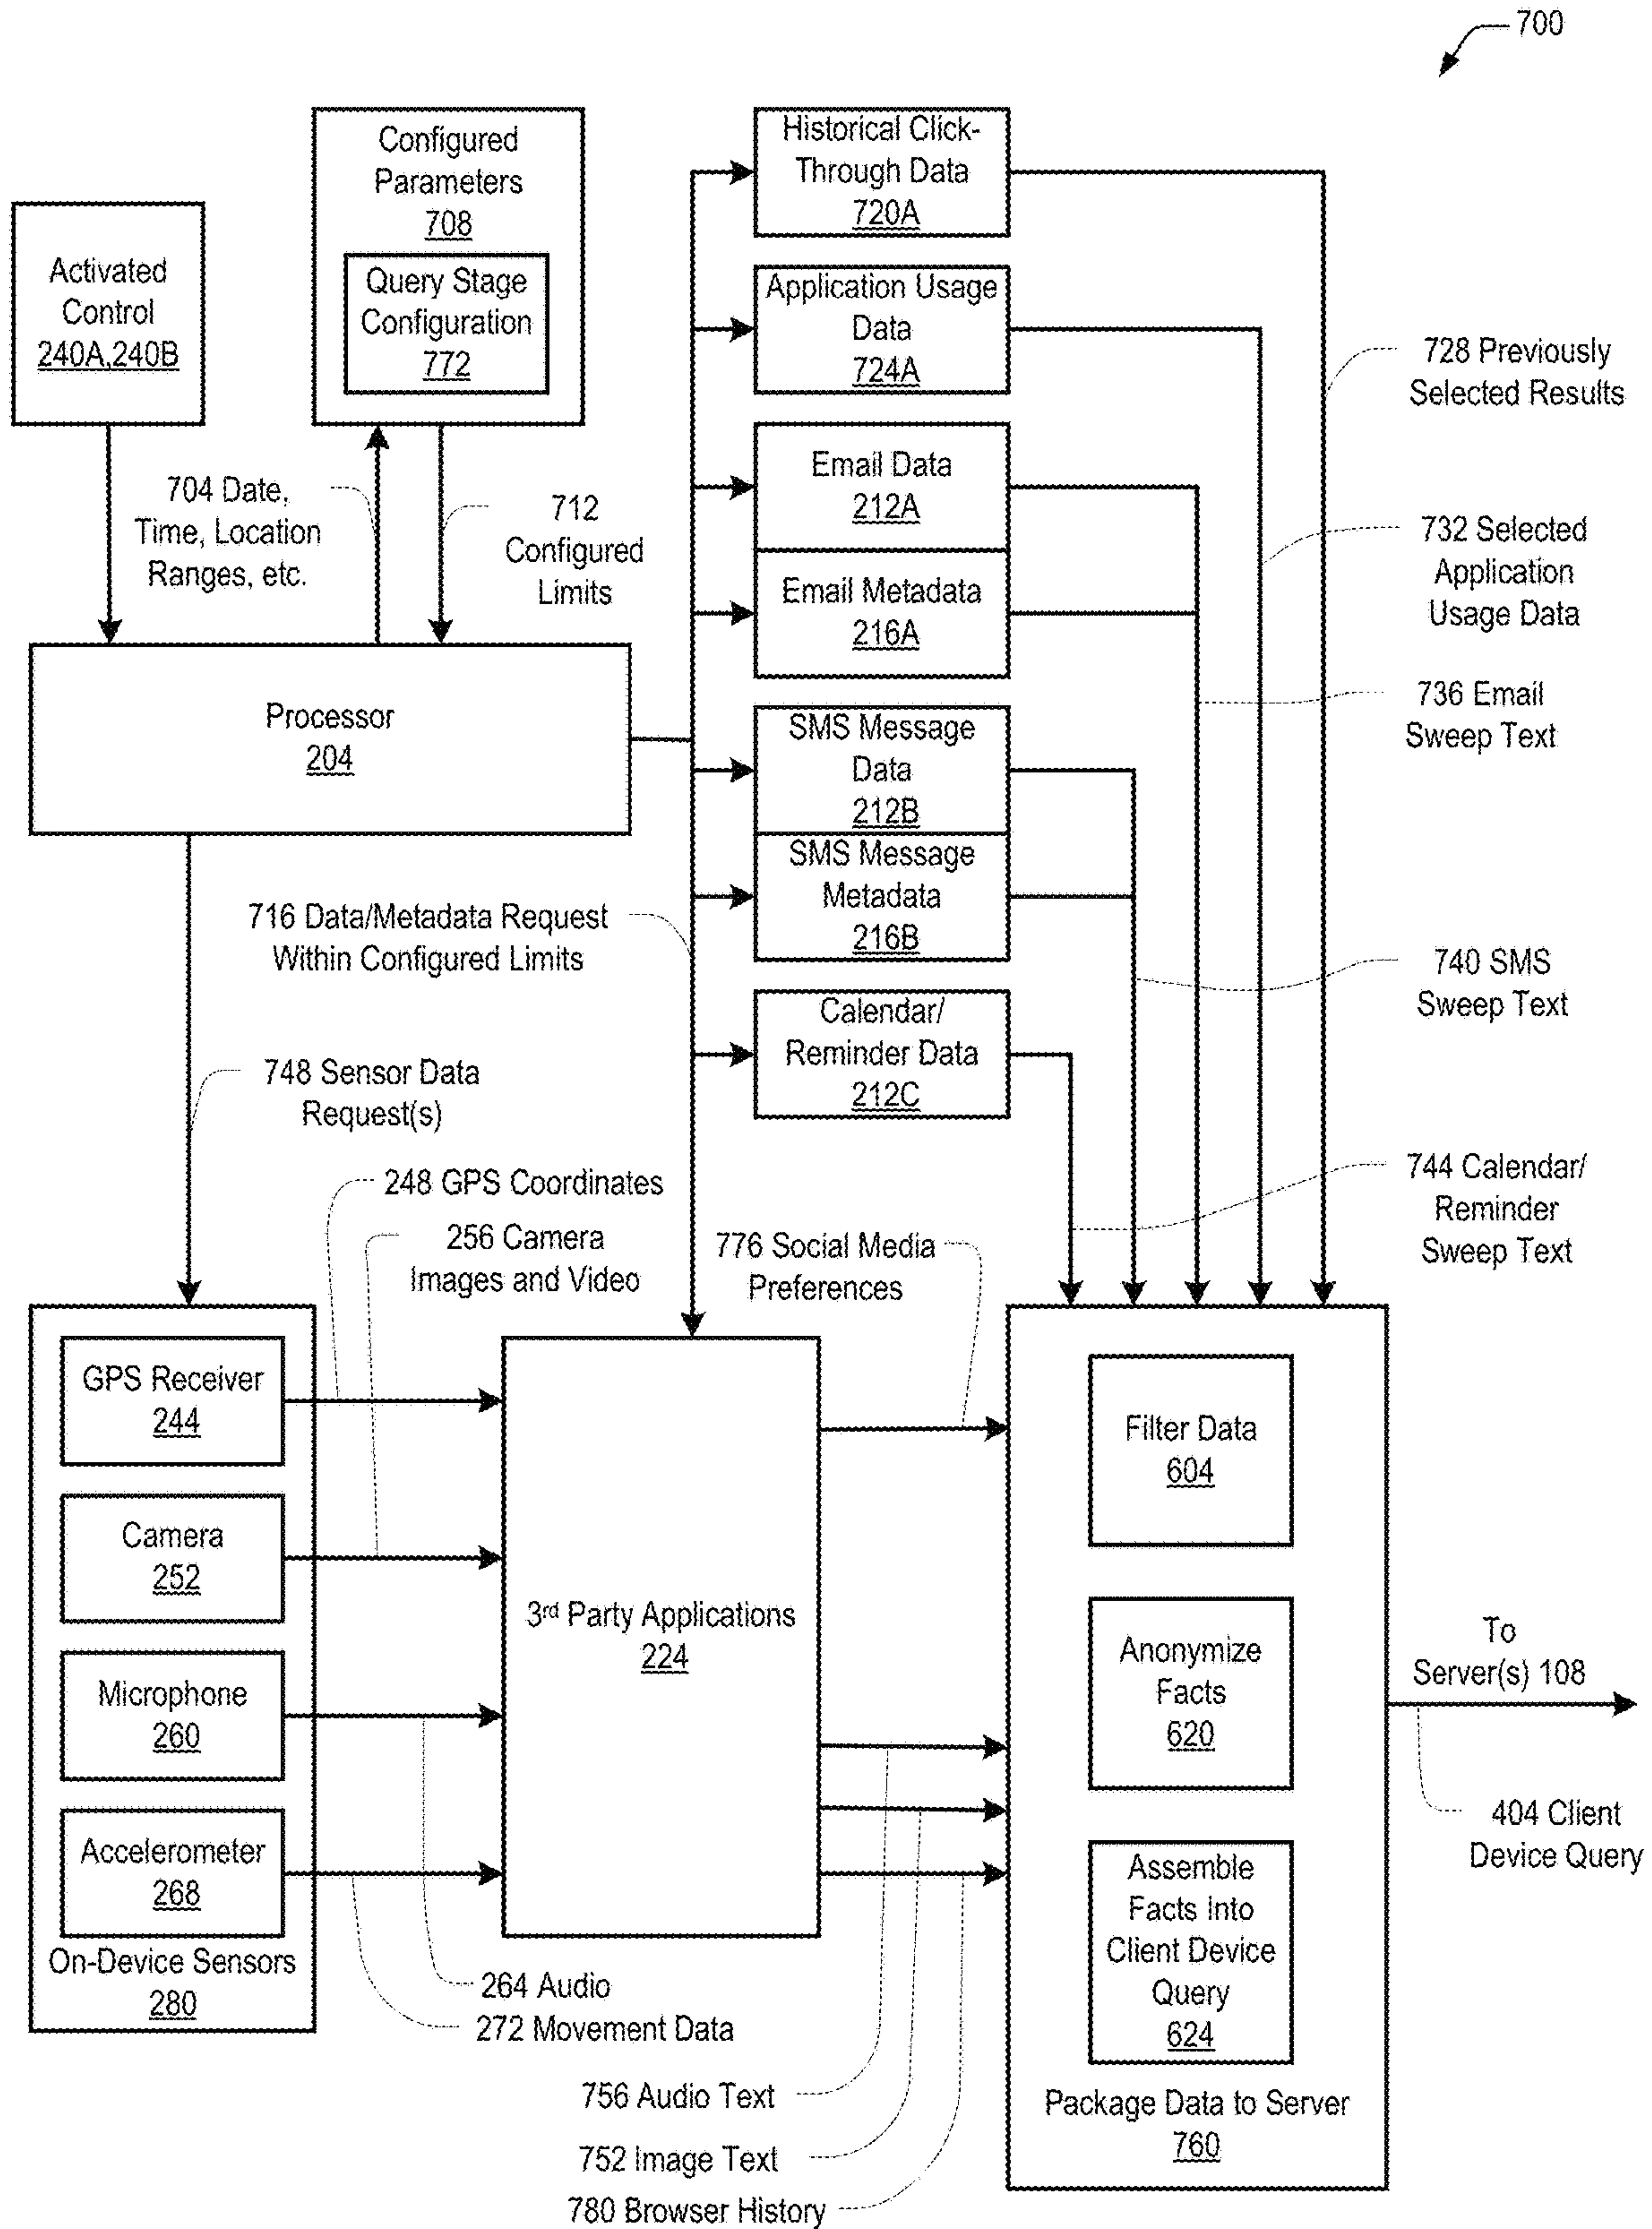 700
Configured
Parameters
708
Query Stage
Configuration
772
Activated
Control
240A,240B
Historical Click-
Through Data
720A
Application Usage
Data
724A
728 Previously
Selected Results
704 Date,
Time, Location
Ranges, etc.
712
Configured
Limits
Email Data
212A
Email Metadata
216A
732 Selected
Application
Usage Data
Processor
204
736 Email
Sweep Text
SMS Message
Data
212B
SMS Message
Metadata
216B
716 Data/Metadata Request
Within Configured Limits
740 SMS
Sweep Text
Calendar/
Reminder Data
212C
748 Sensor Data
Request(s)
744 Calendar/
Reminder
Sweep Text
248 GPS Coordinates
256 Camera
Images and Video
776 Social Media
Preferences
GPS Receiver
244
Camera
252
Microphone
260
Accelerometer
268
On-Device Sensors
280
3rd Party Applications
224
Filter Data
604
Anonymize
Facts
620
Assemble
Facts Into
Client Device
Query
624
Package Data to Server
760
To
Server(s) 108
404 Client
Device Query
264 Audio
272 Movement Data
756 Audio Text
752 Image Text
780 Browser History